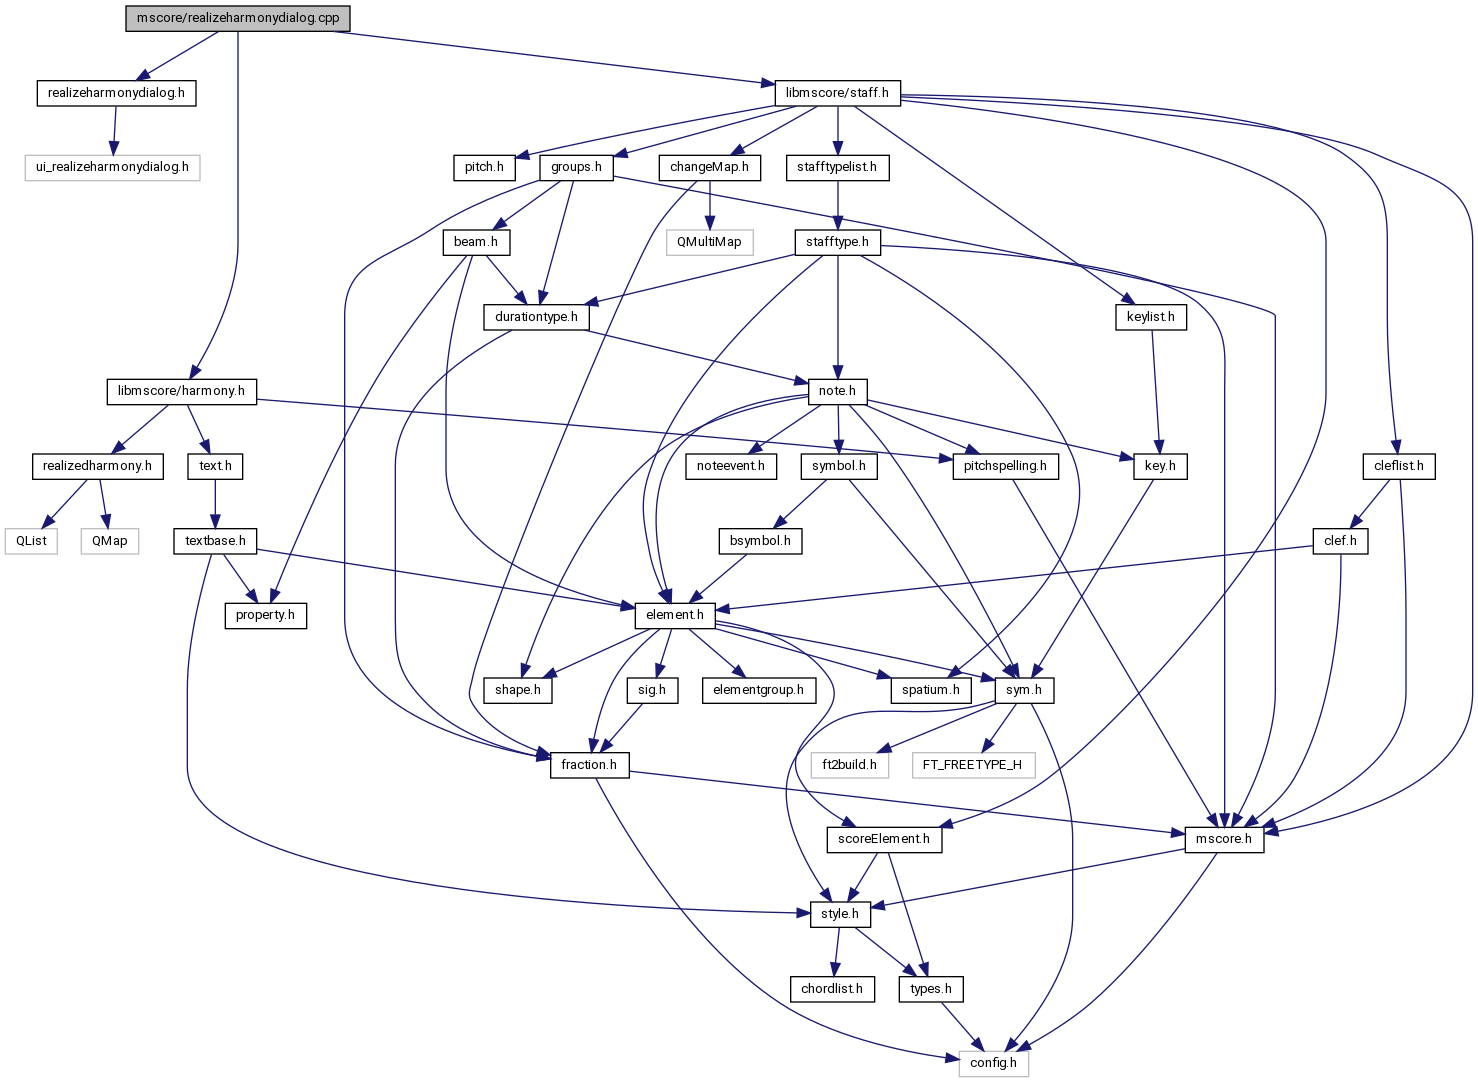 mscore/realizeharmonydialog.cpp
realizeharmonydialog.h
libmscore/staff.h
ui_realizeharmonydialog.h
pitch.h
groups.h
changeMap.h
stafftypelist.h
beam.h
QMultiMap
stafftype.h
durationtype.h
keylist.h
libmscore/harmony.h
note.h
realizedharmony.h
text.h
noteevent.h
symbol.h
pitchspelling.h
key.h
cleflist.h
QList
QMap
textbase.h
bsymbol.h
clef.h
property.h
element.h
shape.h
sig.h
elementgroup.h
spatium.h
sym.h
fraction.h
ft2build.h
FT_FREETYPE_H
scoreElement.h
mscore.h
style.h
chordlist.h
types.h
config.h